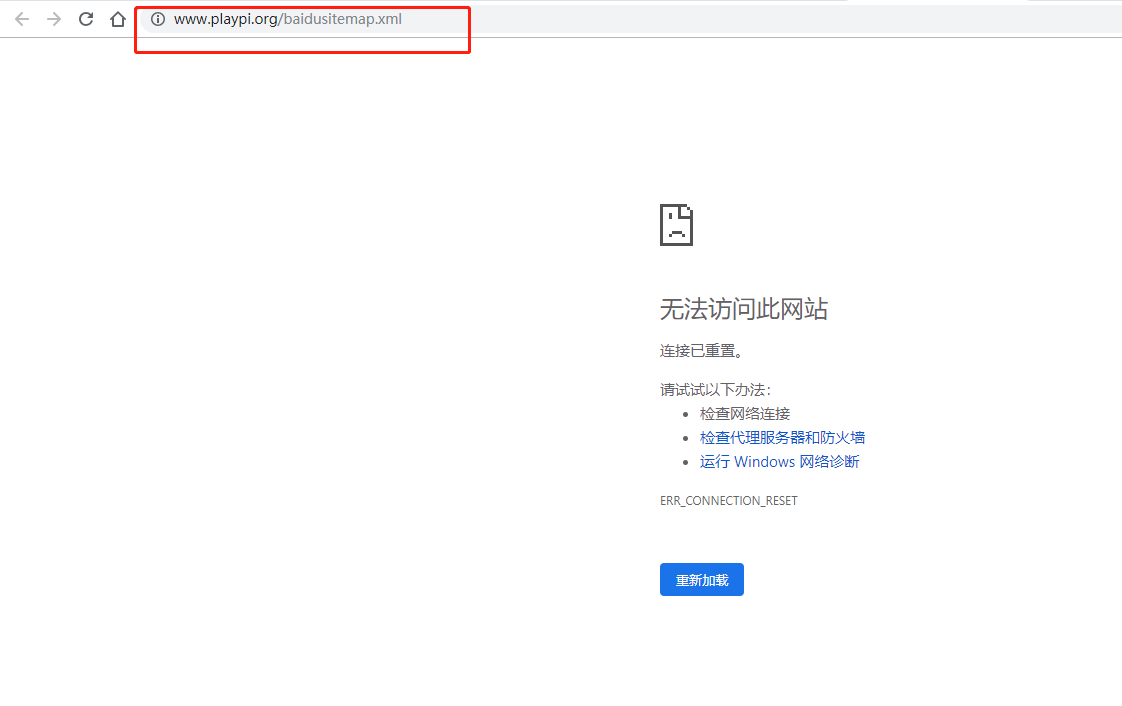 www.playpi.org/baidusitemap.xml
无法访问此网站
连接已重置。
请试试以下办法：
检查网络连接
检查代理服务器和防火墙
运行 Windows 网络诊断
ERR_CONNECTION_RESET
重新加载